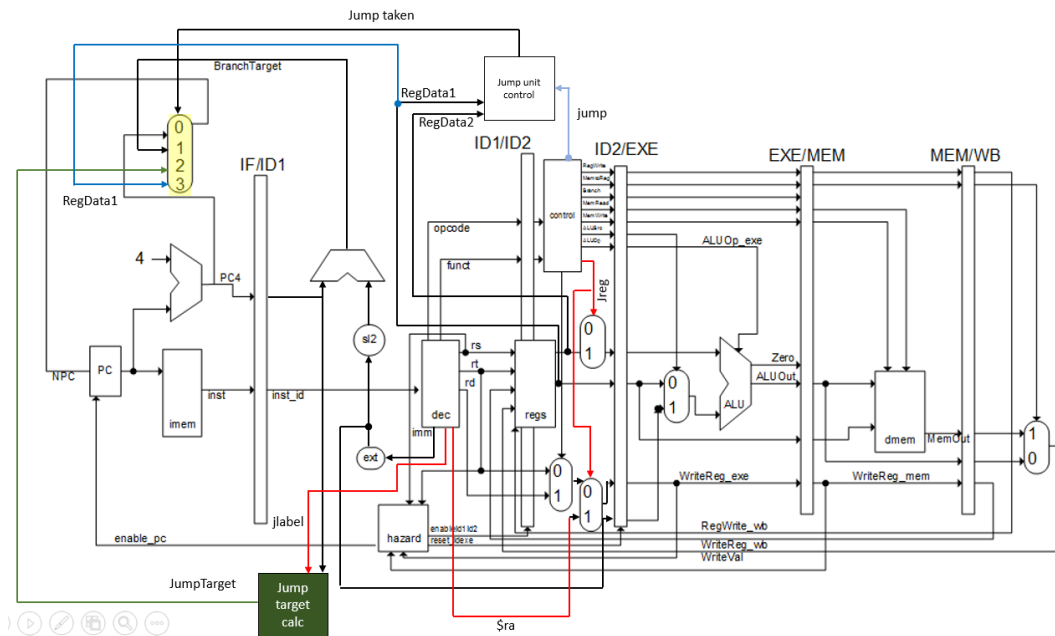 Jump taken
BranchTarget
RegData1
RegData2
Jump unit
control
jump
0
1
2
3
RegData1
IF/ID1
ID1/ID2
ID2/EXE
EXE/MEM
MEM/WB
RegWrite
MemtoReg
Branch
MemRead
MemWrite
ALUSrc
ALUOp
control
opcode
funct
ALUOp_exe
Jreg
4
PC4
sl2
0
1
rs
rt
rd
NPC
PC
inst
imem
inst_id
dec
regs
imm
ext
0
1
ALU
Zero
ALUOut
dmem
MemOut
1
0
0
1
0
1
WriteReg_exe
WriteReg_mem
jlabel
enable_pc
hazard
enableId1Id2
reset_idexe
RegWrite_wb
WriteReg_wb
WriteVal
JumpTarget
Jump
target
calc
$ra